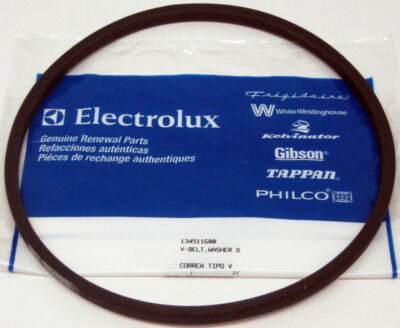 Electrolux
Genuine Renewal Parts
Refacciones auténticas
Pièces de rechange authentiques
Frigidaire
White-Westinghouse
Kelvinator
Gibson
TAPPAN
PHILCO
134511600
V-BELT,WASHER D
CORREA TIPO V
PC